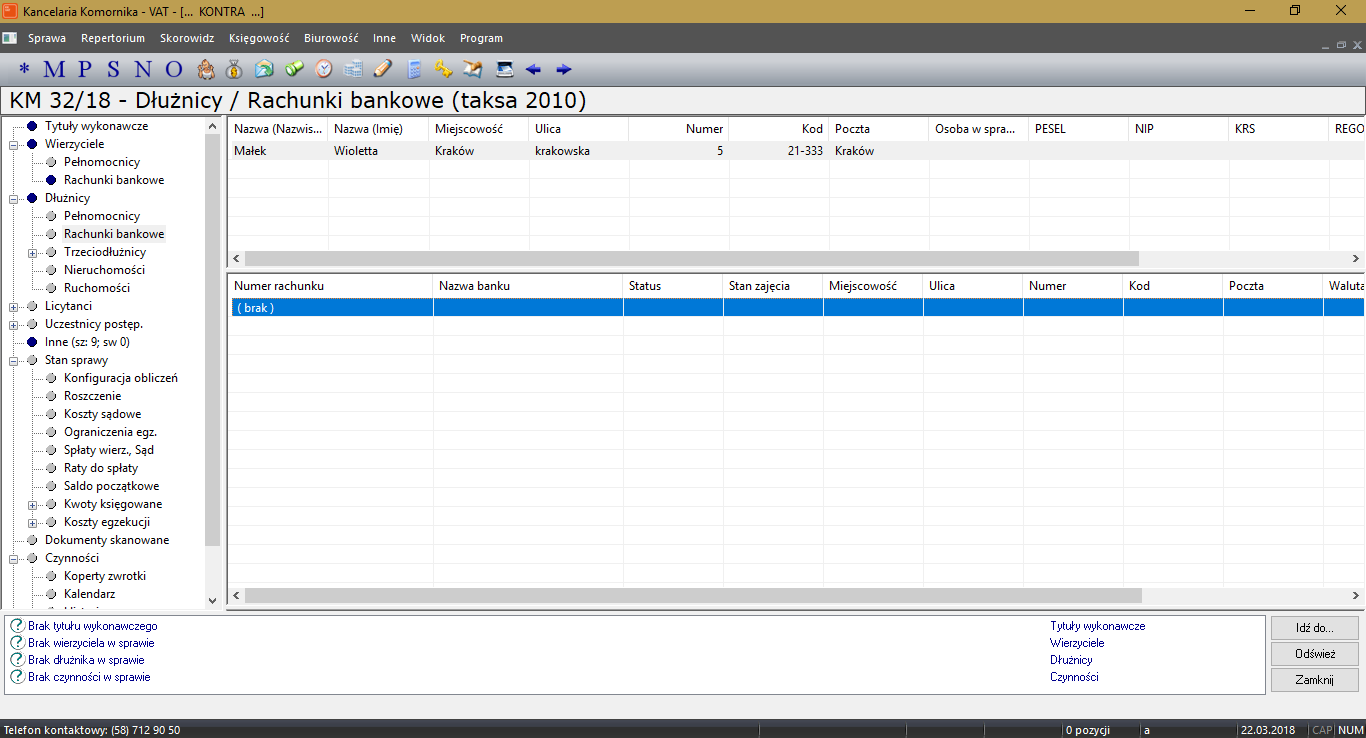 Kancelaria Komornika - VAT - [... KONTRA ...]
Sprawa Repertorium Skorowidz Księgowość Biurowość Inne Widok Program
* M P S N O
KM 32/18 - Dłużnicy / Rachunki bankowe (taksa 2010)
Tytuły wykonawcze
Wierzyciele
Pełnomocnicy
Rachunki bankowe
Dłużnicy
Pełnomocnicy
Rachunki bankowe
Trzeciodłużnicy
Nieruchomości
Ruchomości
Licytanci
Uczestnicy postęp.
Inne (sz: 9; sw 0)
Stan sprawy
Konfiguracja obliczeń
Roszczenie
Koszty sądowe
Ograniczenia egz.
Spłaty wierz., Sąd
Raty do spłaty
Saldo początkowe
Kwoty księgowane
Koszty egzekucji
Dokumenty skanowane
Czynności
Koperty zwrotki
Kalendarz
Nazwa (Nazwis... Nazwa (Imię) Miejscowość Ulica Numer Kod Poczta Osoba w spra... PESEL NIP KRS REGO
Małek Wioletta Kraków krakowska 5 21-333 Kraków
Numer rachunku Nazwa banku Status Stan zajęcia Miejscowość Ulica Numer Kod Poczta Waluta
( brak )
Brak tytułu wykonawczego Tytuły wykonawcze
Brak wierzyciela w sprawie Wierzyciele
Brak dłużnika w sprawie Dłużnicy
Brak czynności w sprawie Czynności
Idź do...
Odśwież
Zamknij
Telefon kontaktowy: (58) 712 90 50 0 pozycji a 22.03.2018 CAP NUM